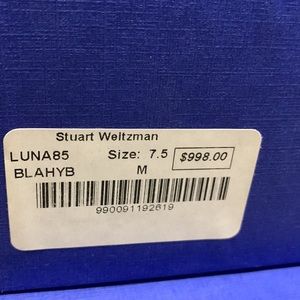 Stuart Weitzman
LUNA85 Size: 7.5 $998.00
BLAHYB M
990091192619